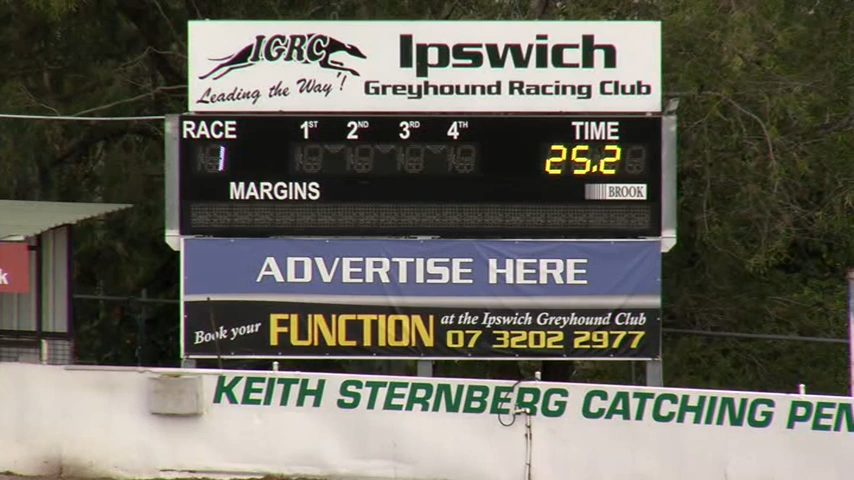 IGRC
Leading the Way'!
Ipswich
Greyhound Racing Club
RACE 1ST 2ND 3RD 4TH TIME
1 25.2
MARGINS BROOK
ADVERTISE HERE
Book your FUNCTION at the Ipswich Greyhound Club
07 3202 2977
k
KEITH STERNBERG CATCHING PEN